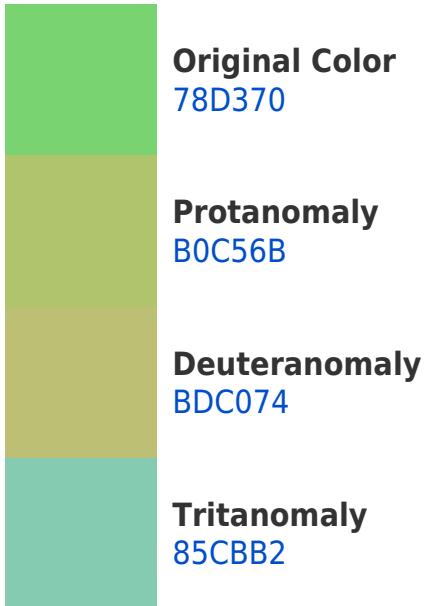 Original Color
78D370
Protanomaly
B0C56B
Deuteranomaly
BDC074
Tritanomaly
85CBB2